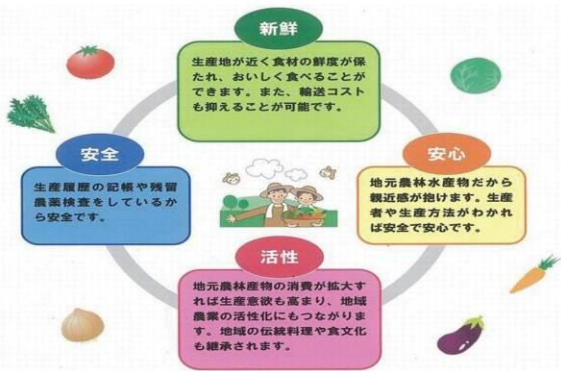 新鮮
生産地が近く食材の鮮度が保
たれ、おいしく食べることが
できます。また、輸送コスト
も抑えることが可能です。
安全
生産履歴の記帳や残留
農薬検査をしているか
ら安全です。
安心
地元農林水産物だから
親近感が抱けます。生産
者や生産方法がわかれ
ば安全で安心です。
活性
地元農林産物の消費が拡大す
れば生産意欲も高まり、地域
農業の活性化にもつながりま
す。地域の伝統料理や食文化
も継承されます。